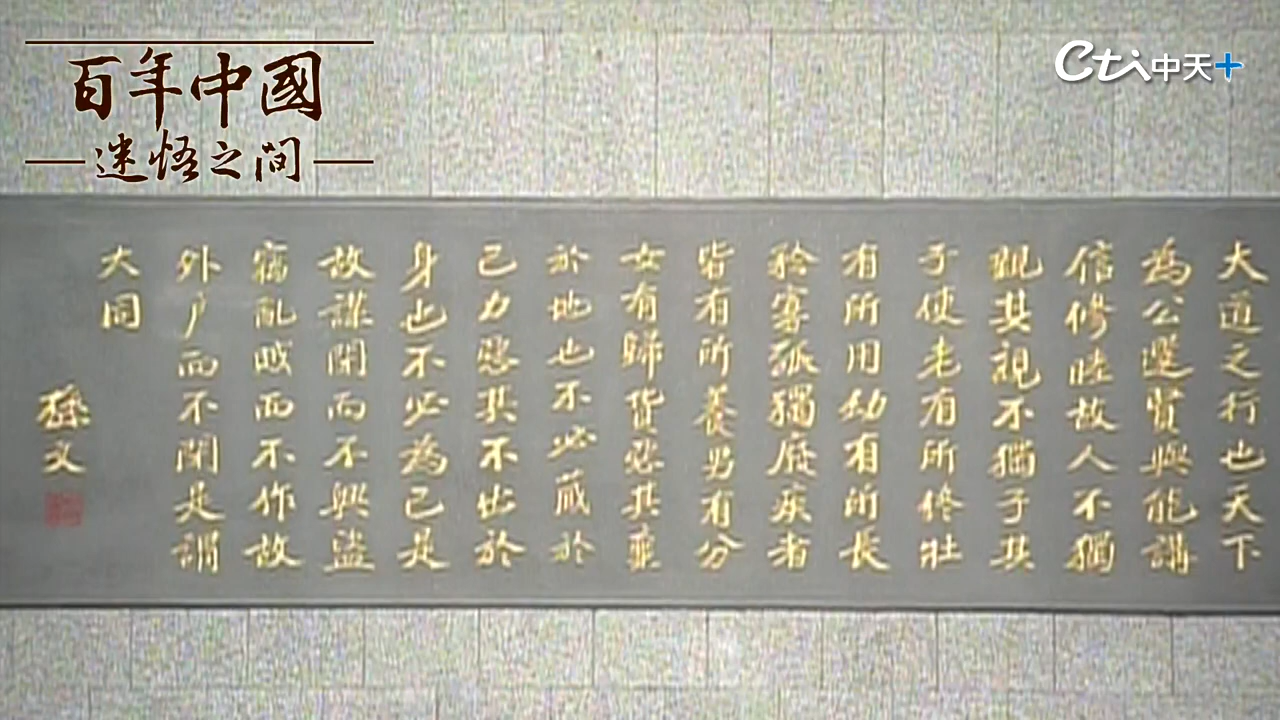 百年中國
迷悟之間
Cti中天+
大道之行也天下
為公選賢與能講
信修睦故人不獨
親其親不獨子其
子使老有所終壯
有所用幼有所長
矜寡孤獨廢疾者
皆有所養男有分
女有歸貨惡其棄
於地也不必藏於
己力惡其不出於
身也不必為己是
故謀閉而不興盜
竊亂賊而不作故
外戶而不閉是謂
大同
孫文